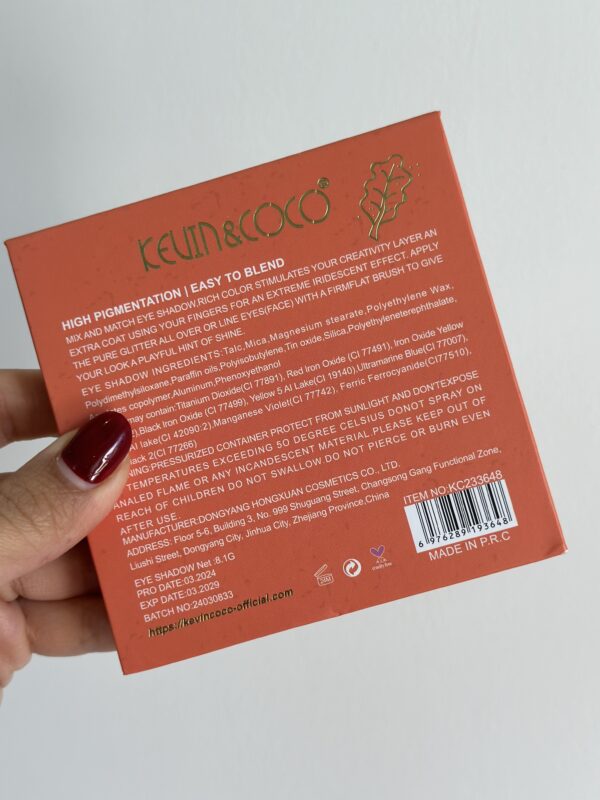 KEVIN&COCO®
HIGH PIGMENTATION | EASY TO BLEND
MIX AND MATCH EYE SHADOW,RICH COLOR STIMULATES YOUR CREATIVITY LAYER AN
EXTRA COAT USING YOUR FINGERS FOR AN EXTREME IRIDESCENT EFFECT. APPLY
THE PURE GLITTER ALL OVER OR LINE EYES(FACE) WITH A FIRMFLAT BRUSH TO GIVE
YOUR LOOK A PLAYFUL HINT OF SHINE.
EYE SHADOW INGREDIENTS:Talc,Mica,Magnesium stearate,Polyethylene Wax,
Polydimethylsiloxane,Paraffin oils,Polyisobutylene,Tin oxide,Silica,Polyethyleneterephthalate,
copolymer,Aluminum,Phenoxyethanol
may contain:Titanium Dioxide(CI 77891), Red Iron Oxide (CI 77491), Iron Oxide Yellow
,Black Iron Oxide (CI 77499), Yellow 5 Al Lake(CI 19140),Ultramarine Blue(CI 77007),
Al lake(CI 42090:2),Manganese Violet(CI 77742), Ferric Ferrocyanide(CI77510),
lack 2(CI 77266)
NING:PRESSURIZED CONTAINER PROTECT FROM SUNLIGHT AND DON'TEXPOSE
TEMPERATURES EXCEEDING 50 DEGREE CELSIUS DONOT SPRAY ON
ANALED FLAME OR ANY INCANDESCENT MATERIAL.PLEASE KEEP OUT OF
REACH OF CHILDREN DO NOT SWALLOW DO NOT PIERCE OR BURN EVEN
AFTER USE.
MANUFACTURER:DONGYANG HONGXUAN COSMETICS CO., LTD.
ADDRESS: Floor 5-6, Building 3, No. 999 Shuguang Street, Changsong Gang Functional Zone,
Liushi Street, Dongyang City, Jinhua City, Zhejiang Province.China
EYE SHADOW Net :8.1G
PRO DATE:03.2024
EXP DATE:03.2029
BATCH NO:24030833
https://kevincoco-official.com
ITEM NO:KC233648
6 976289 193648
MADE IN P.R.C